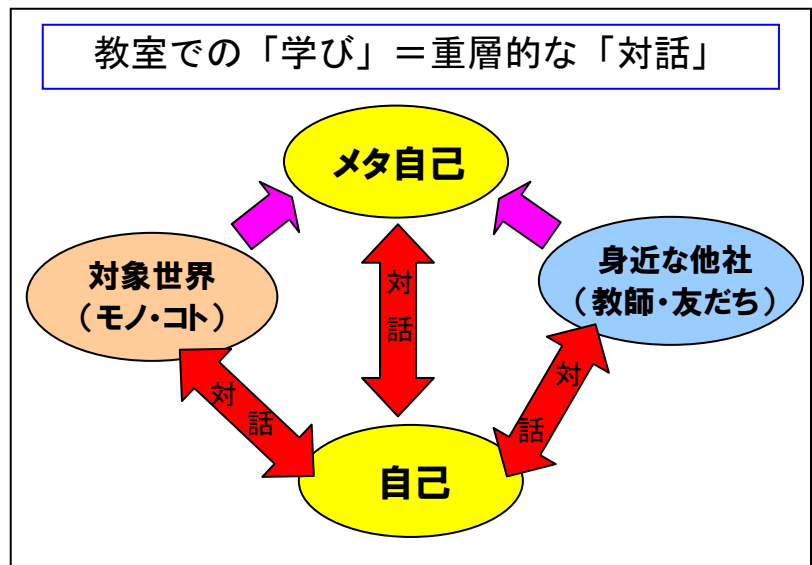 教室での「学び」＝重層的な「対話」
メタ自己
対象世界
（モノ・コト）
身近な他社
（教師・友だち）
対話
対話
対話
自己